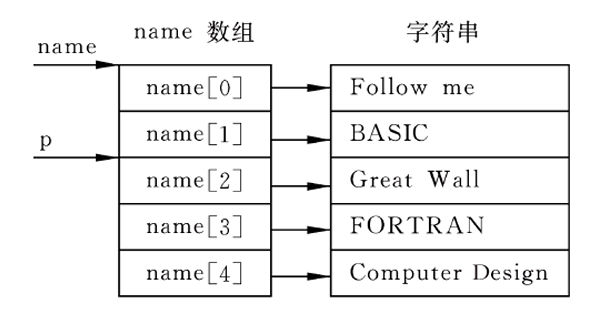 name 数组 字符串
name
name[0] Follow me
name[1] BASIC
p
name[2] Great Wall
name[3] FORTRAN
name[4] Computer Design